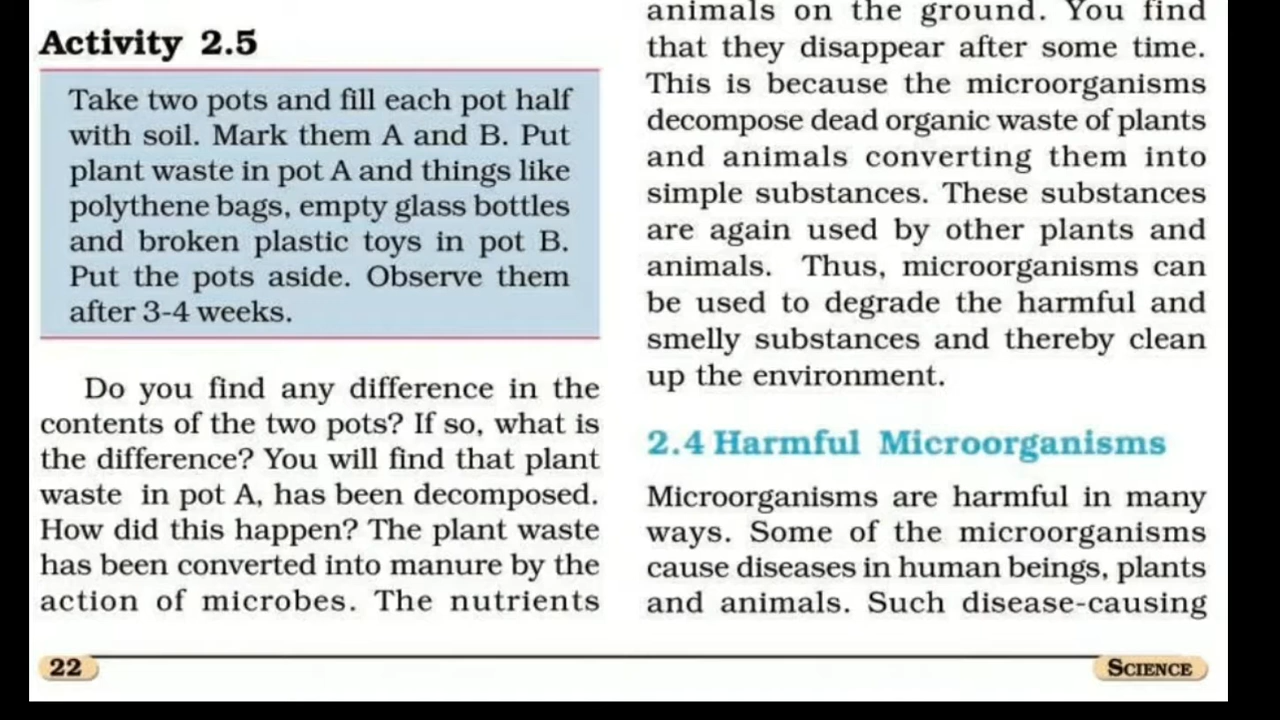 Activity 2.5
Take two pots and fill each pot half
with soil. Mark them A and B. Put
plant waste in pot A and things like
polythene bags, empty glass bottles
and broken plastic toys in pot B.
Put the pots aside. Observe them
after 3-4 weeks.
Do you find any difference in the
contents of the two pots? If so, what is
the difference? You will find that plant
waste in pot A, has been decomposed.
How did this happen? The plant waste
has been converted into manure by the
action of microbes. The nutrients
animals on the ground. You find
that they disappear after some time.
This is because the microorganisms
decompose dead organic waste of plants
and animals converting them into
simple substances. These substances
are again used by other plants and
animals. Thus, microorganisms can
be used to degrade the harmful and
smelly substances and thereby clean
up the environment.
2.4 Harmful Microorganisms
Microorganisms are harmful in many
ways. Some of the microorganisms
cause diseases in human beings, plants
and animals. Such disease-causing
22
SCIENCE